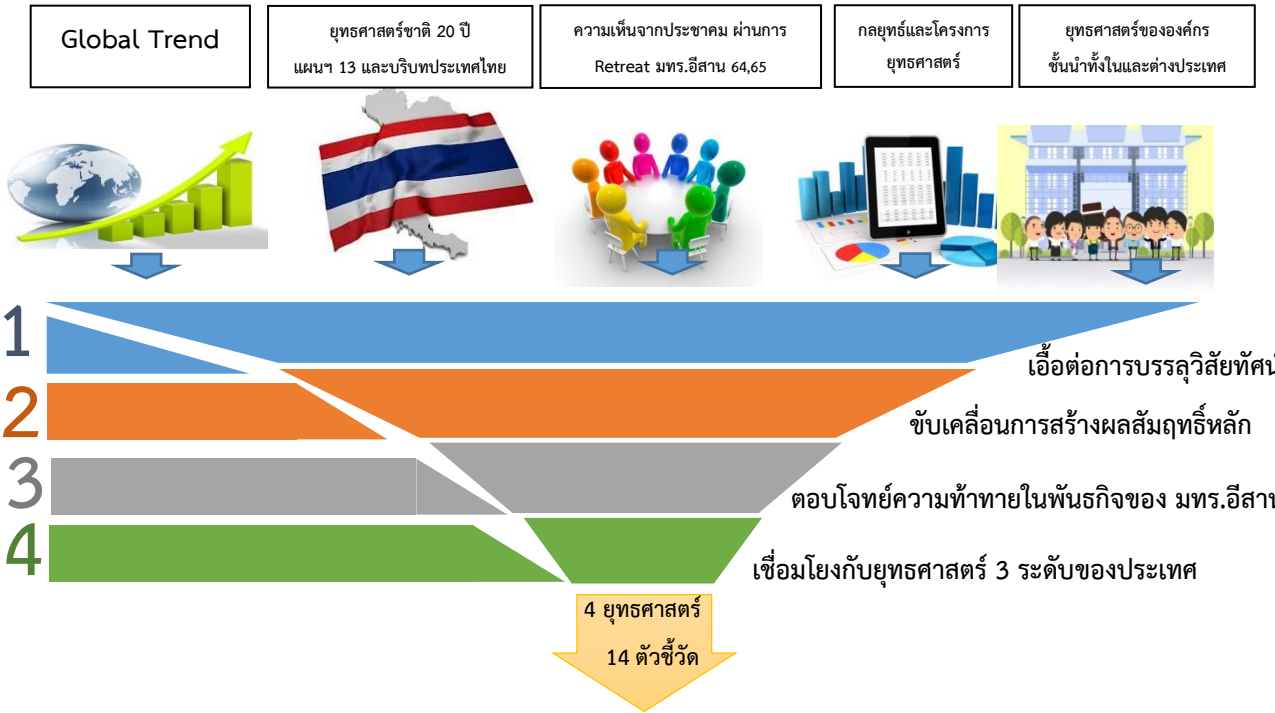 Global Trend
ยุทธศาสตร์ชาติ 20 ปี
แผนฯ 13 และบริบทประเทศไทย
ความเห็นจากประชาคม ผ่านการ
Retreat มทร.อีสาน 64,65
กลยุทธ์และโครงการ
ยุทธศาสตร์
ยุทธศาสตร์ขององค์กร
ชั้นนำทั้งในและต่างประเทศ
1
เอื้อต่อการบรรลุวิสัยทัศน์
2
ขับเคลื่อนการสร้างผลสัมฤทธิ์หลัก
3
ตอบโจทย์ความท้าทายในพันธกิจของ มทร.อีสาน
4
เชื่อมโยงกับยุทธศาสตร์ 3 ระดับของประเทศ
4 ยุทธศาสตร์
14 ตัวชี้วัด